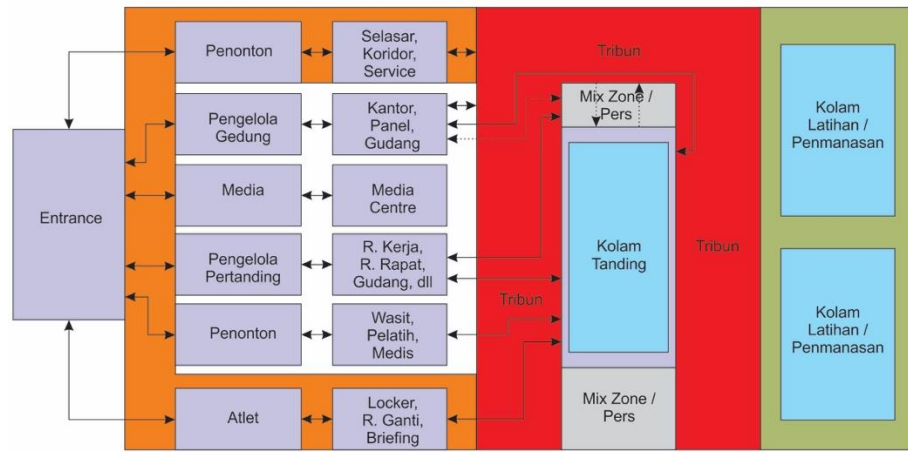 Entrance
Penonton
Selasar,
Koridor,
Service
Pengelola
Gedung
Kantor,
Panel,
Gudang
Media
Media
Centre
Pengelola
Pertanding
R. Kerja,
R. Rapat,
Gudang, dll
Penonton
Wasit,
Pelatih,
Medis
Atlet
Locker,
R. Ganti,
Briefing
Tribun
Mix Zone /
Pers
Kolam
Tanding
Tribun
Tribun
Mix Zone /
Pers
Kolam
Latihan /
Penmanasan
Kolam
Latihan /
Penmanasan